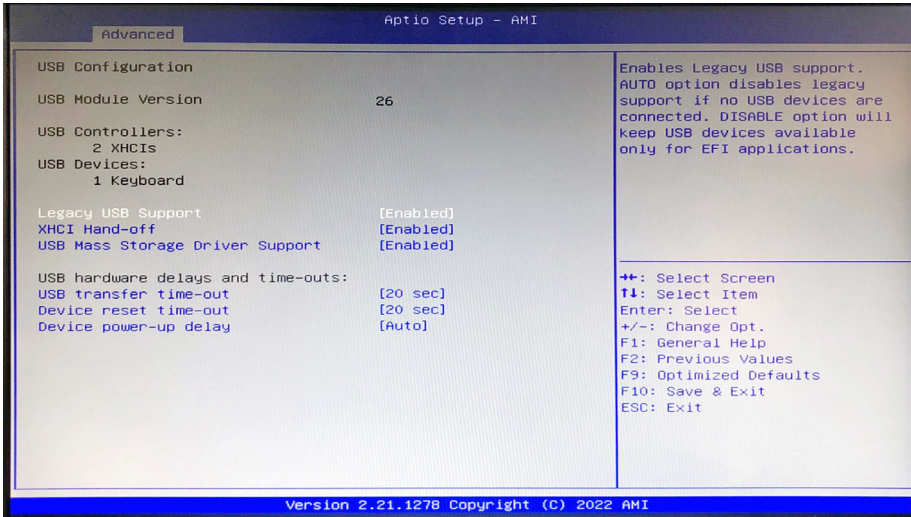 Aptio Setup - AMI
Advanced
USB Configuration
USB Module Version 26
USB Controllers:
2 XHCIs
USB Devices:
1 Keyboard
Legacy USB Support [Enabled]
XHCI Hand-off [Enabled]
USB Mass Storage Driver Support [Enabled]
USB hardware delays and time-outs:
USB transfer time-out [20 sec]
Device reset time-out [20 sec]
Device power-up delay [Auto]
Enables Legacy USB support.
AUTO option disables legacy
support if no USB devices are
connected. DISABLE option will
keep USB devices available
only for EFI applications.
→←: Select Screen
↑↓: Select Item
Enter: Select
+/-: Change Opt.
F1: General Help
F2: Previous Values
F9: Optimized Defaults
F10: Save & Exit
ESC: Exit
Version 2.21.1278 Copyright (C) 2022 AMI